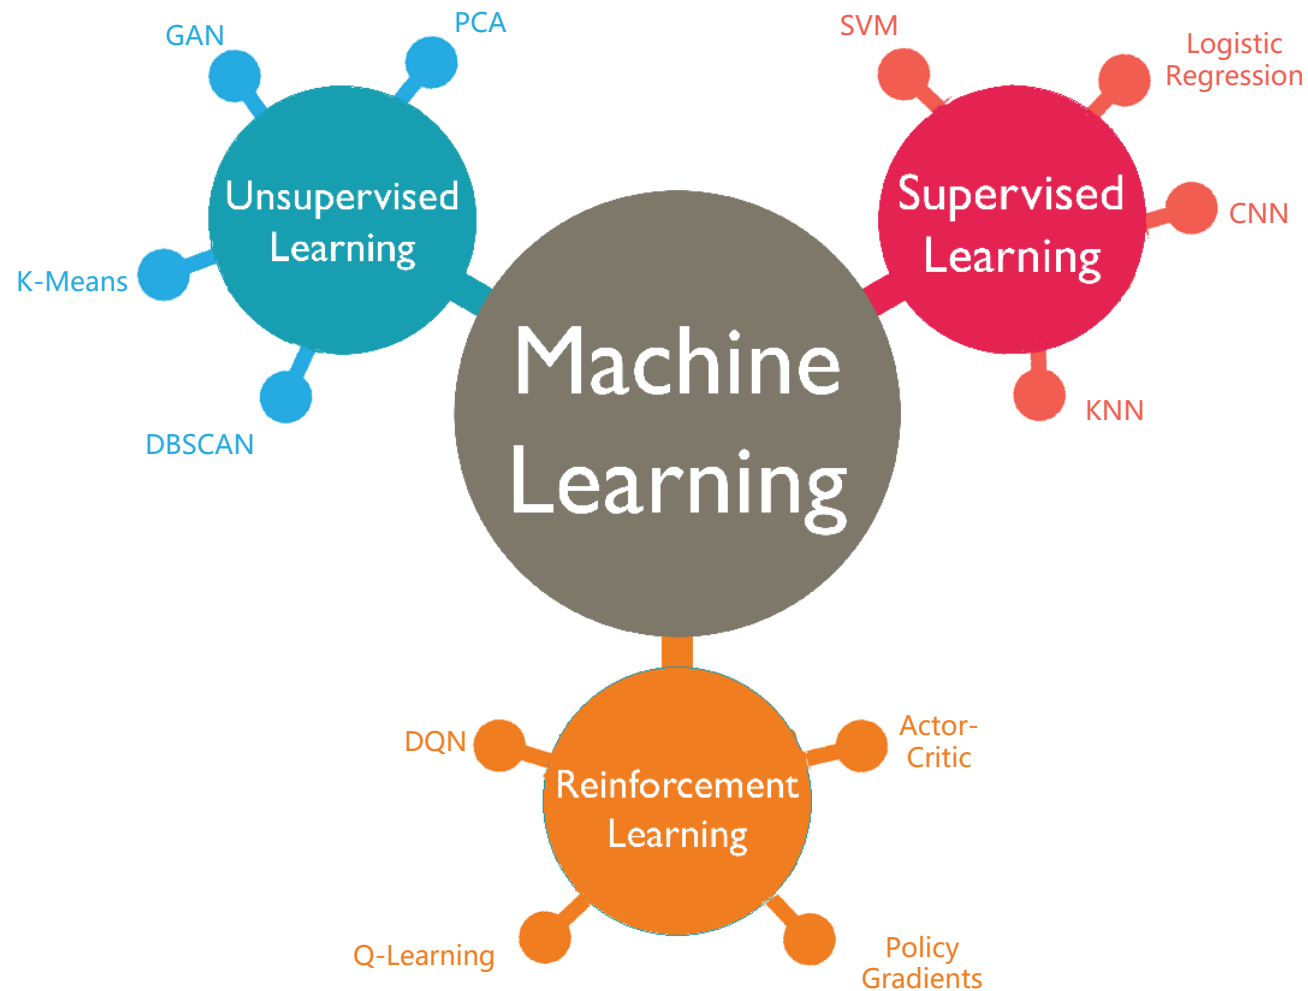 GAN
PCA
Unsupervised
Learning
K-Means
DBSCAN
SVM
Logistic
Regression
Supervised
Learning
CNN
KNN
Machine
Learning
DQN
Actor-
Critic
Reinforcement
Learning
Q-Learning
Policy
Gradients